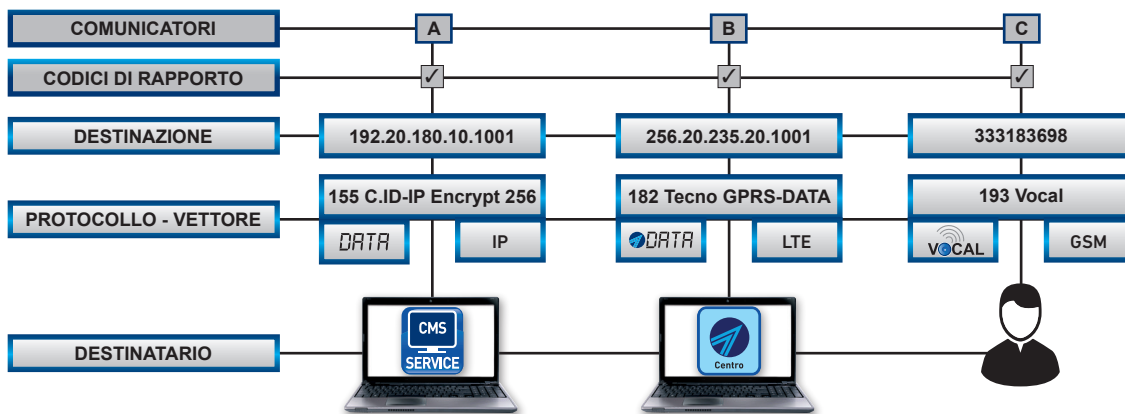 COMUNICATORI A B C
CODICI DI RAPPORTO ✓ ✓ ✓
DESTINAZIONE 192.20.180.10.1001 256.20.235.20.1001 333183698
155 C.ID-IP Encrypt 256 182 Tecno GPRS-DATA 193 Vocal
PROTOCOLLO - VETTORE
DATA IP DATA LTE VOCAL GSM
CMS
SERVICE
Centro
DESTINATARIO